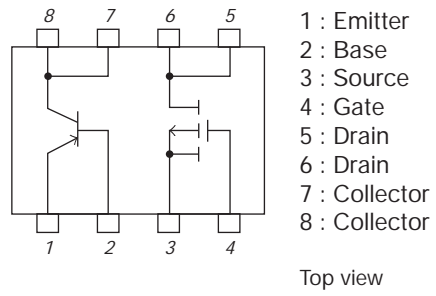 8 7 6 5
1 2 3 4
1 : Emitter
2 : Base
3 : Source
4 : Gate
5 : Drain
6 : Drain
7 : Collector
8 : Collector
Top view